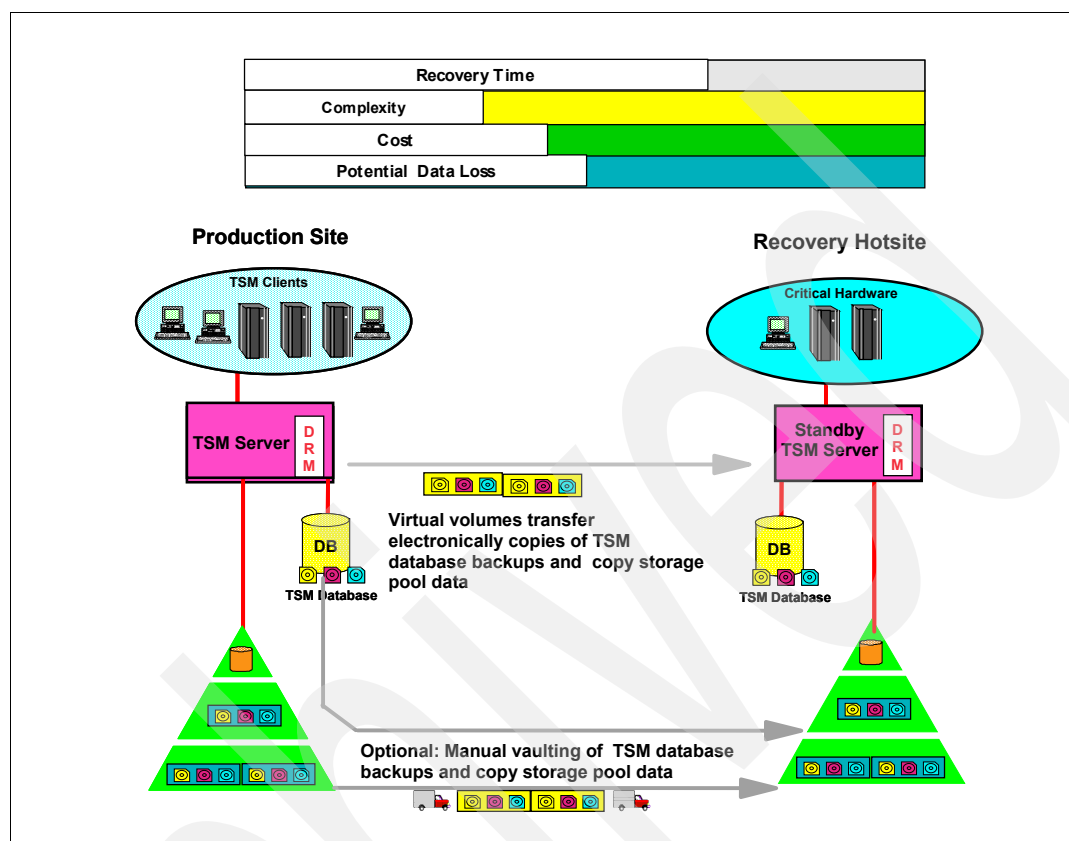 Recovery Time
Complexity
Cost
Potential Data Loss
Production Site
Recovery Hotsite
TSM Clients
Critical Hardware
TSM Server
D
R
M
Standby
TSM Server
D
R
M
Virtual volumes transfer
electronically copies of TSM
database backups and copy storage
pool data
DB
TSM Database
DB
TSM Database
Optional: Manual vaulting of TSM database
backups and copy storage pool data